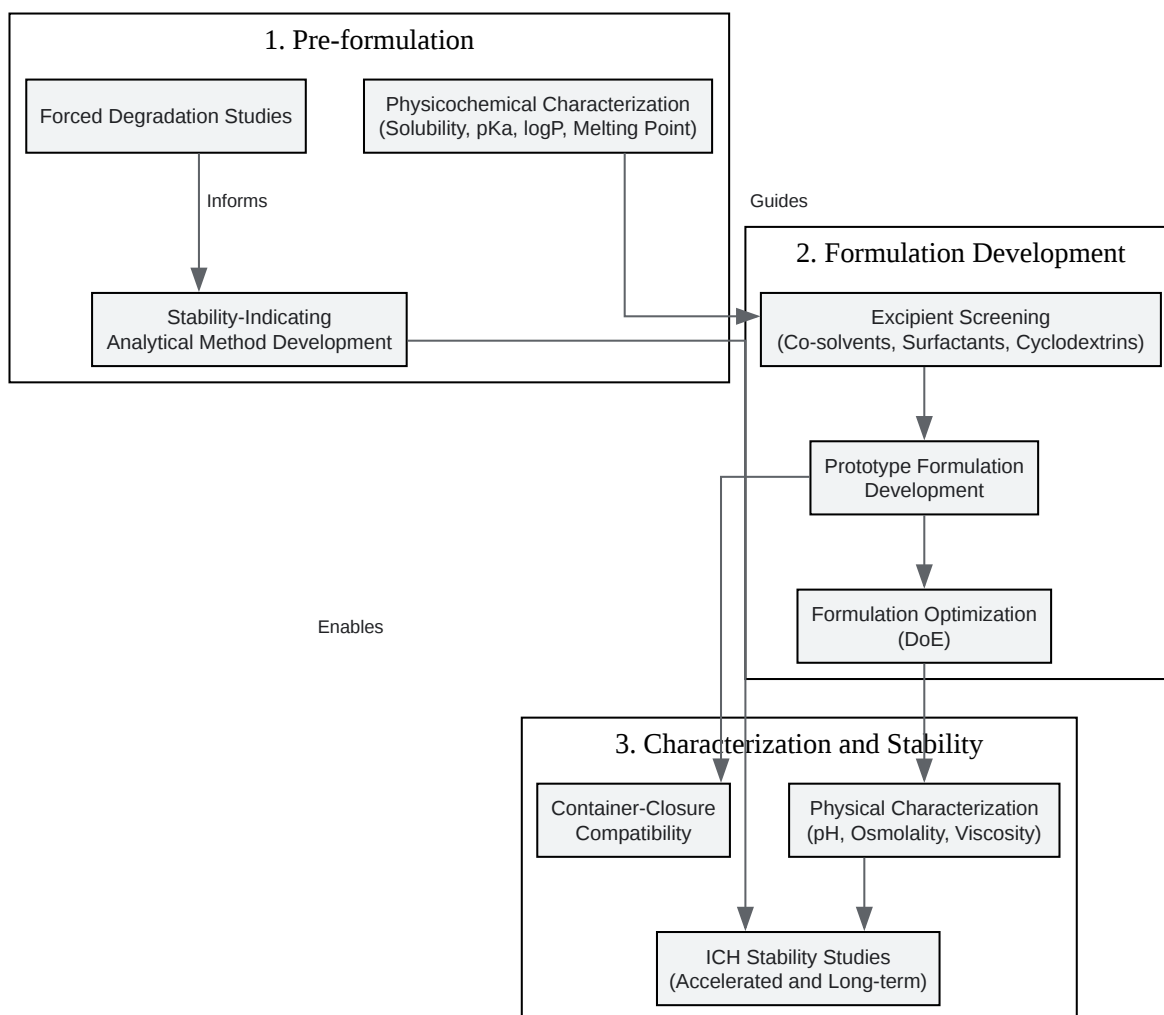 1. Pre-formulation
Forced Degradation Studies
Physicochemical Characterization
(Solubility, pKa, logP, Melting Point)
Informs
Guides
2. Formulation Development
Stability-Indicating
Analytical Method Development
Excipient Screening
(Co-solvents, Surfactants, Cyclodextrins)
Prototype Formulation
Development
Formulation Optimization
(DoE)
Enables
3. Characterization and Stability
Container-Closure
Compatibility
Physical Characterization
(pH, Osmolality, Viscosity)
ICH Stability Studies
(Accelerated and Long-term)